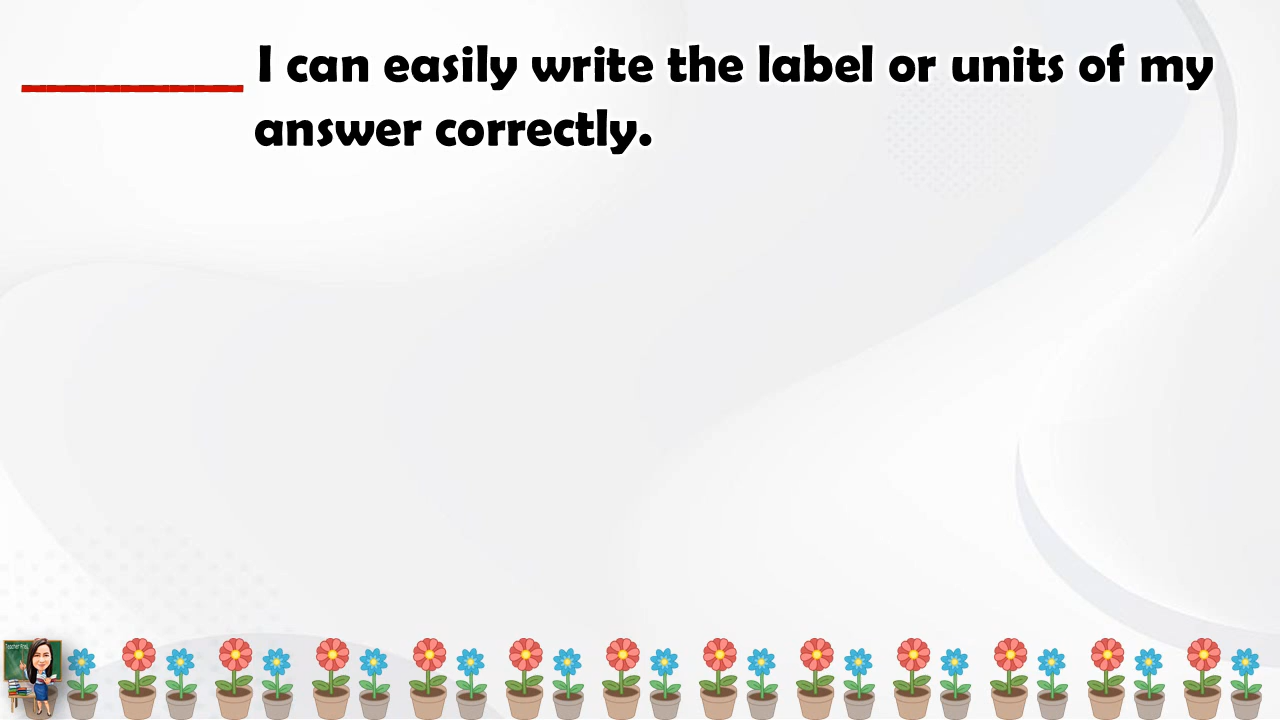 _________ I can easily write the label or units of my
answer correctly.